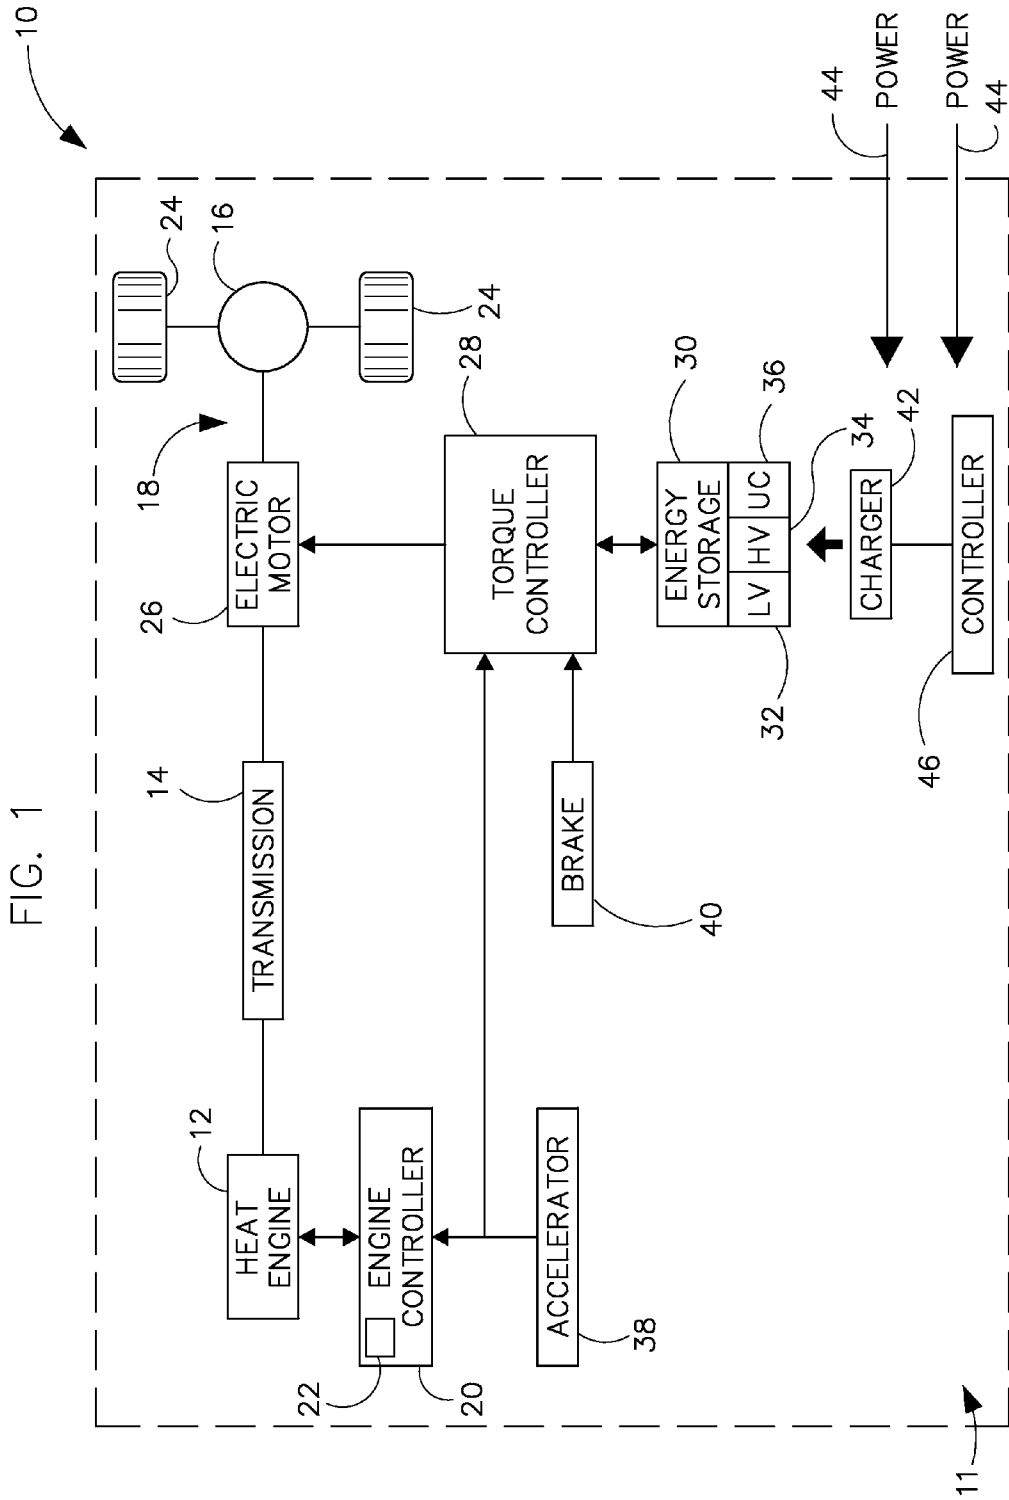 FIG. 1
10
11
HEAT
ENGINE
12
TRANSMISSION
14
ELECTRIC
MOTOR
26
18
16
24
24
ENGINE
CONTROLLER
22
20
TORQUE
CONTROLLER
28
ACCELERATOR
38
BRAKE
40
ENERGY
STORAGE
30
LV
HV
UC
32
34
36
CHARGER
42
CONTROLLER
46
44
POWER
POWER
44